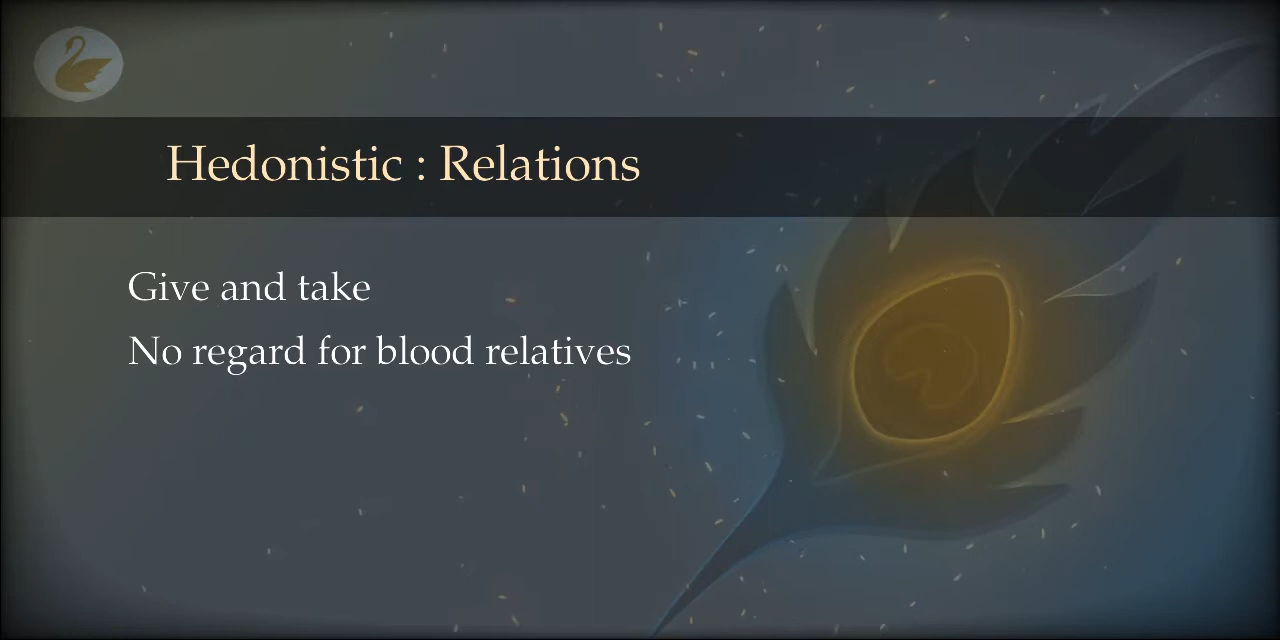 Hedonistic : Relations
Give and take
No regard for blood relatives